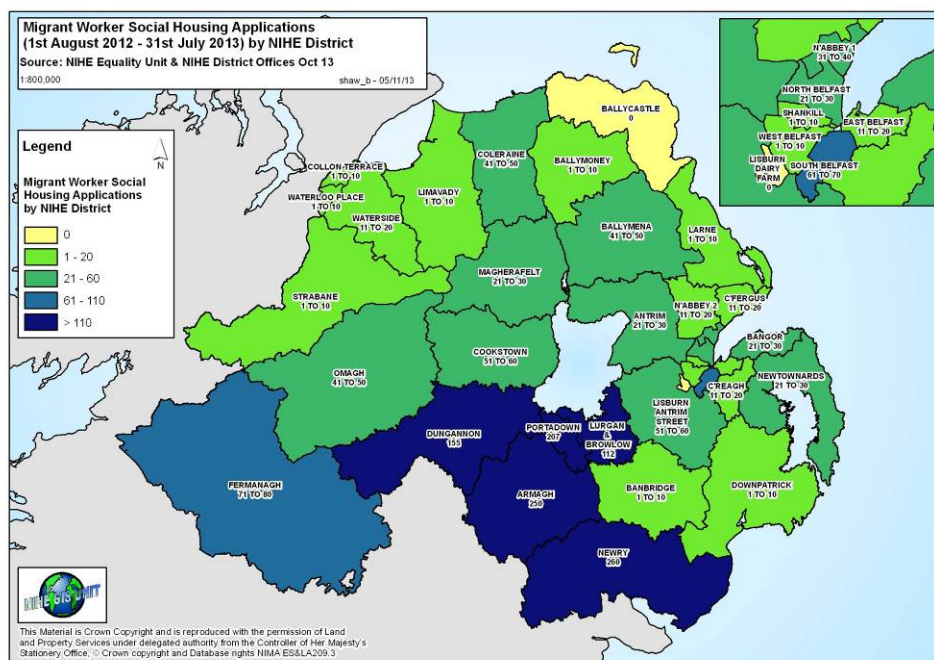 Migrant Worker Social Housing Applications
(1st August 2012 - 31st July 2013) by NIHE District
Source: NIHE Equality Unit & NIHE District Offices Oct 13
1:800,000
shaw_b - 05/11/13
Legend
N
Migrant Worker Social
Housing Applications
by NIHE District
0
1 - 20
21 - 60
61 - 110
> 110
N'ABBEY 1
31 TO 40
NORTH BELFAST
21 TO 30
SHANKILL
1 TO 10
EAST BELFAST
11 TO 20
WEST BELFAST
1 TO 10
LISBURN
DAIRY
FARM
0
SOUTH BELFAST
61 TO 70
BALLYCASTLE
0
COLERAINE
41 TO 50
BALLYMONEY
1 TO 10
COLLON TERRACE
1 TO 10
LIMAVADY
1 TO 10
WATERLOO PLACE
1 TO 10
WATERSIDE
11 TO 20
BALLYMENA
41 TO 50
LARNE
1 TO 10
MAGHERAFELT
21 TO 30
STRABANE
1 TO 10
N'ABBEY 2
11 TO 20
C'FERGUS
11 TO 20
ANTRIM
21 TO 30
BANGOR
21 TO 30
COOKSTOWN
51 TO 60
OMAGH
41 TO 50
NEWTOWNARDS
21 TO 30
C'REAGH
11 TO 20
LISBURN
ANTRIM
STREET
51 TO 60
DUNGANNON
155
PORTADOWN
207
LURGAN
&
BROWLOW
112
FERMANAGH
71 TO 80
ARMAGH
250
BANBRIDGE
1 TO 10
DOWNPATRICK
1 TO 10
NEWRY
260
NIHE GIS UNIT
This Material is Crown Copyright and is reproduced with the permission of Land
and Property Services under delegated authority from the Controller of Her Majesty's
Stationery Office, © Crown copyright and Database rights NIMA ES&LA209.3